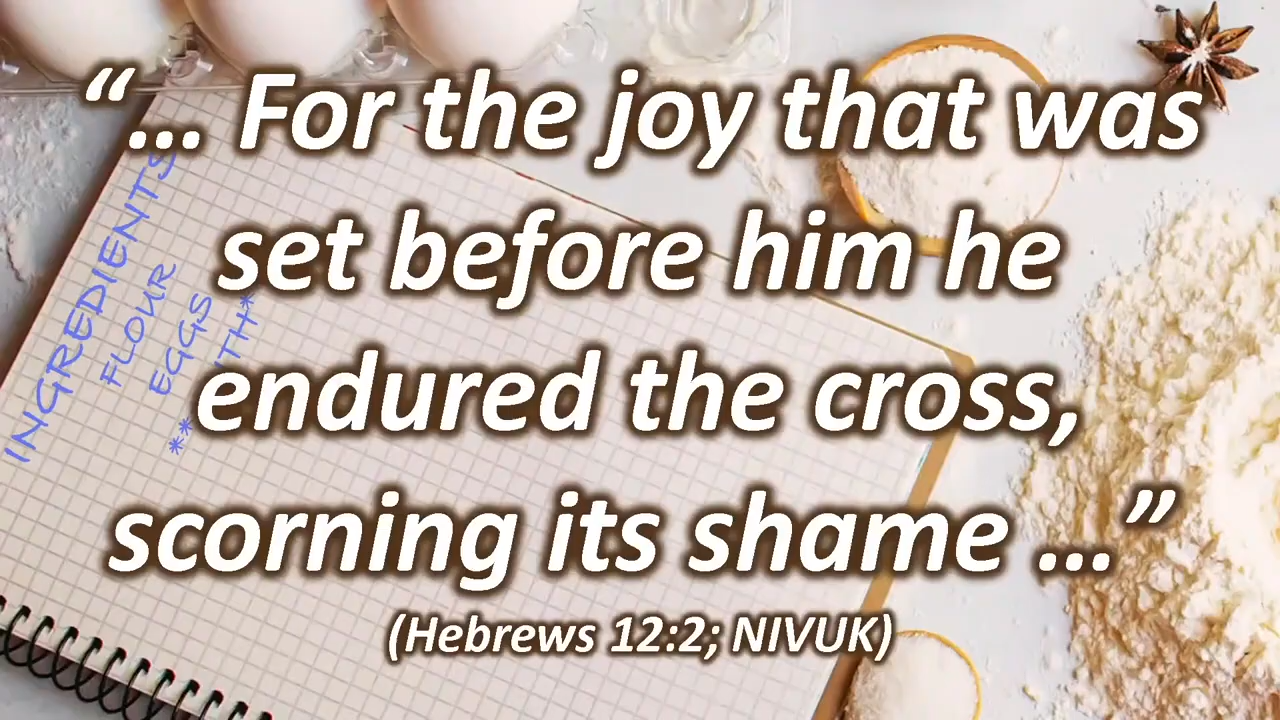 “... For the joy that was
set before him he
endured the cross,
scorning its shame ...”
(Hebrews 12:2; NIVUK)
INGREDIENTS
FLOUR
EGGS